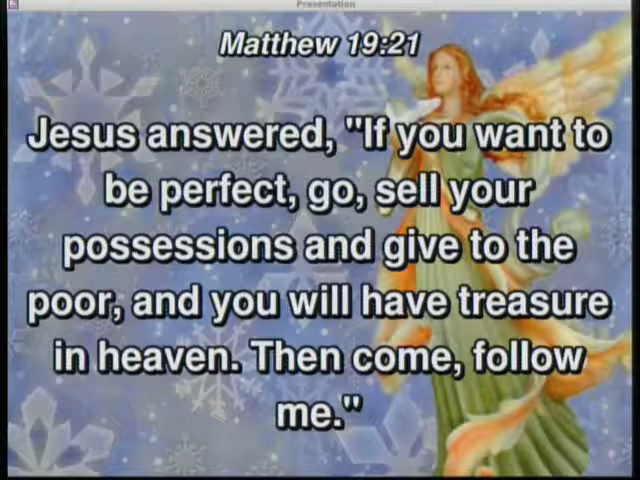 Presentation
Matthew 19:21
Jesus answered, "If you want to
be perfect, go, sell your
possessions and give to the
poor, and you will have treasure
in heaven. Then come, follow
me."